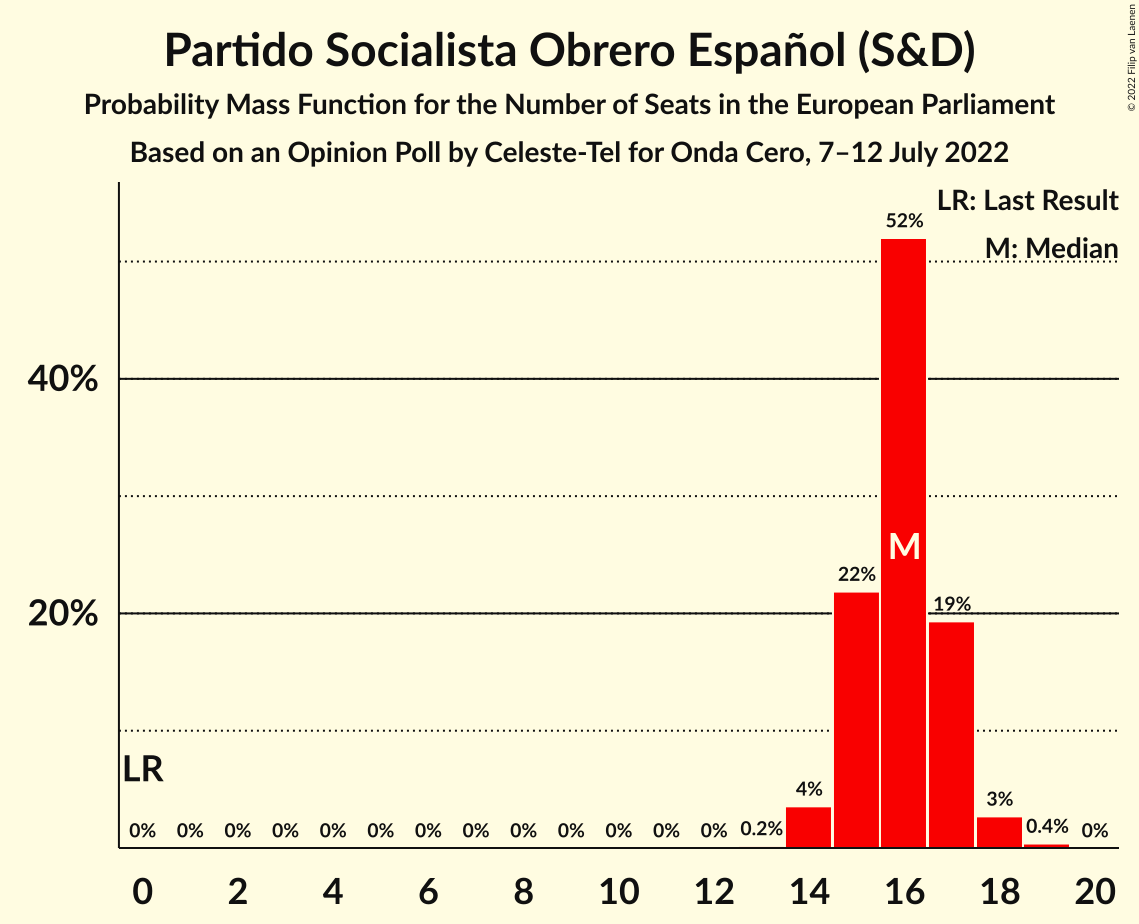 Partido Socialista Obrero Español (S&D)
Probability Mass Function for the Number of Seats in the European Parliament
Based on an Opinion Poll by Celeste-Tel for Onda Cero, 7–12 July 2022
© 2022 Filip van Laenen
LR: Last Result
M: Median
52%
40%
M
22%
19%
20%
LR
4%
3%
0% 0% 0% 0% 0% 0% 0% 0% 0% 0% 0% 0% 0% 0.2% 0.4% 0%
0 2 4 6 8 10 12 14 16 18 20